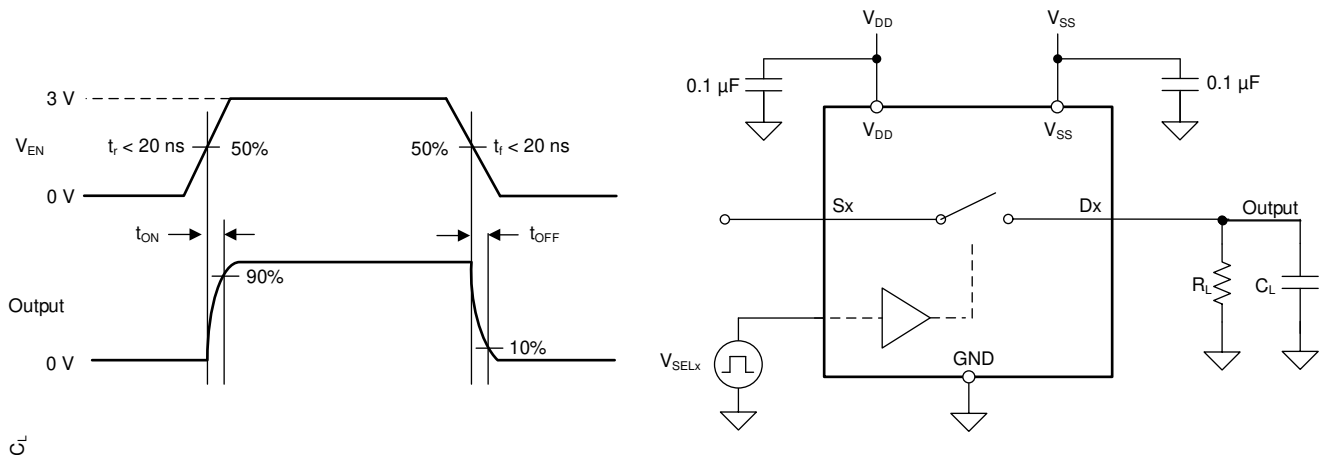 3 V
V_EN
t_r < 20 ns
50%
50%
t_f < 20 ns
0 V
t_ON
t_OFF
90%
Output
10%
0 V
C_L
V_DD
V_SS
0.1 µF
0.1 µF
V_DD
V_SS
Sx
Dx
Output
R_L
C_L
V_SELx
GND